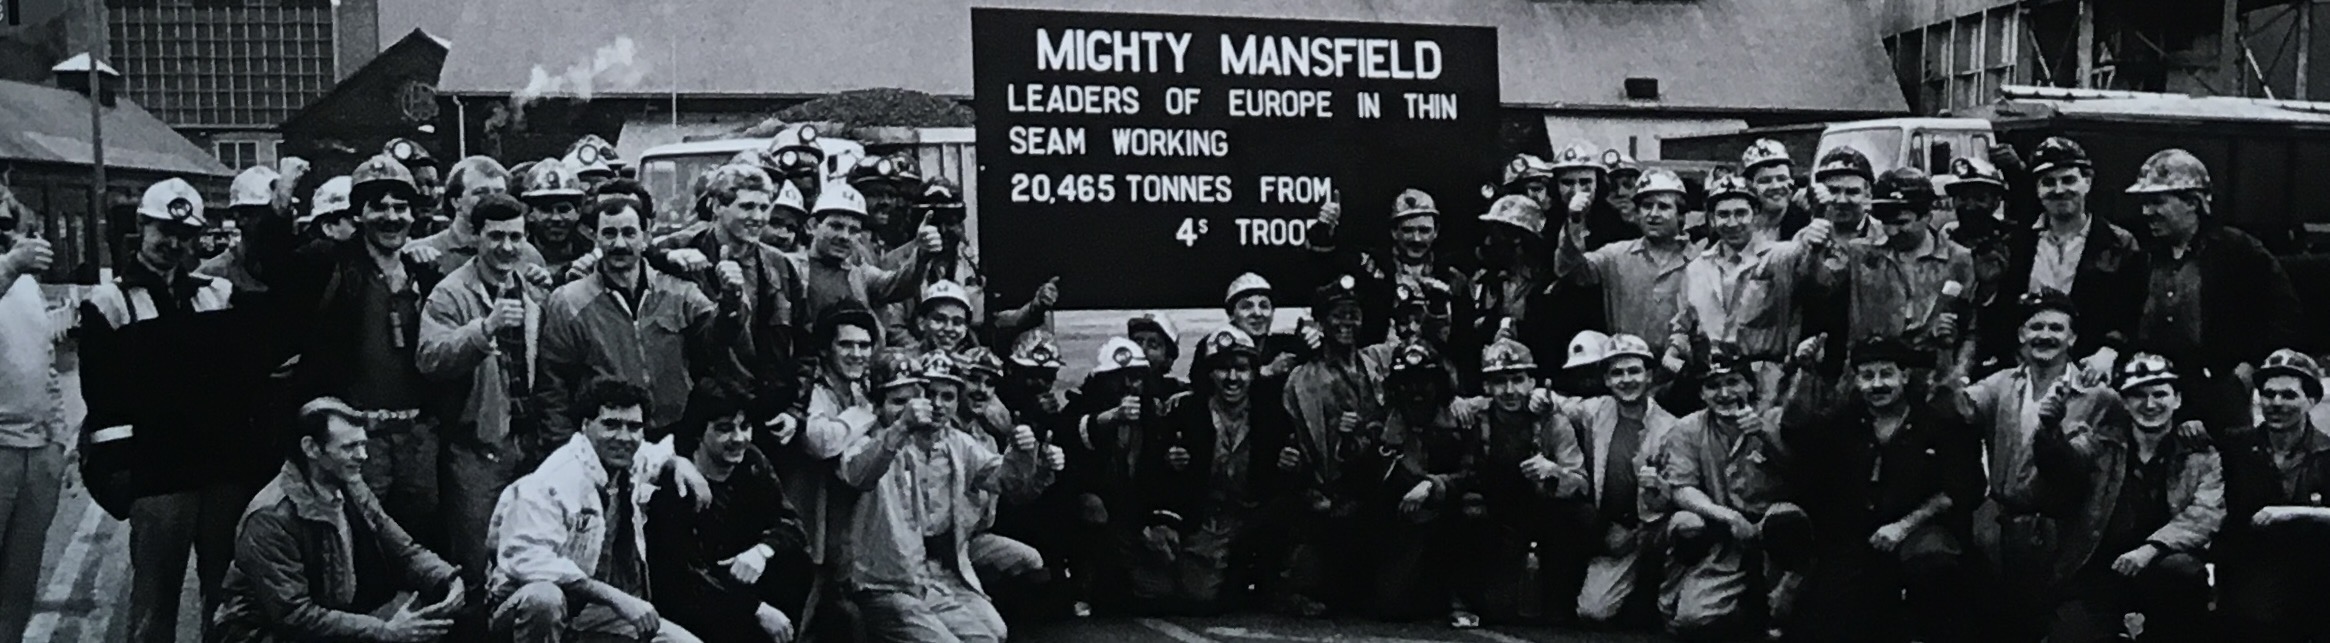 MIGHTY MANSFIELD
LEADERS OF EUROPE IN THIN
SEAM WORKING
20,465 TONNES FROM
4s